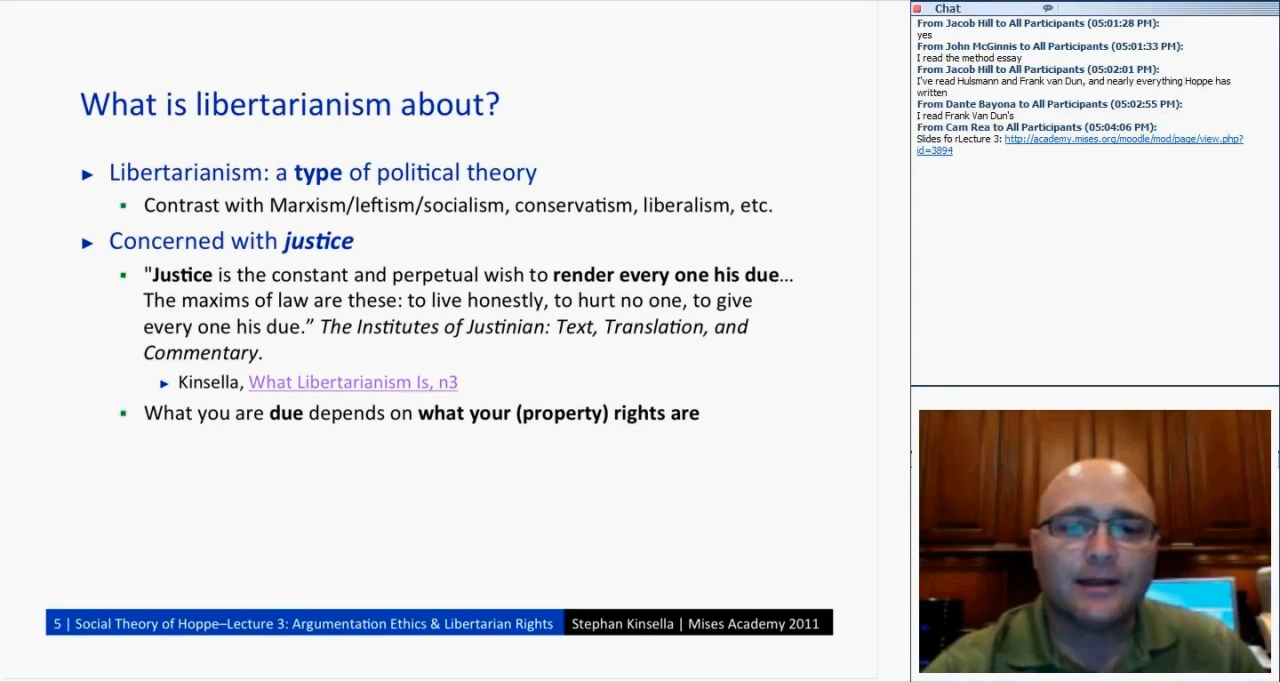 What is libertarianism about?
► Libertarianism: a type of political theory
▪ Contrast with Marxism/leftism/socialism, conservatism, liberalism, etc.
► Concerned with justice
▪ "Justice is the constant and perpetual wish to render every one his due…
The maxims of law are these: to live honestly, to hurt no one, to give
every one his due.” The Institutes of Justinian: Text, Translation, and
Commentary.
► Kinsella, What Libertarianism Is, n3
▪ What you are due depends on what your (property) rights are
5 | Social Theory of Hoppe–Lecture 3: Argumentation Ethics & Libertarian Rights
Stephan Kinsella | Mises Academy 2011
Chat
From Jacob Hill to All Participants (05:01:28 PM):
yes
From John McGinnis to All Participants (05:01:33 PM):
I read the method essay
From Jacob Hill to All Participants (05:02:01 PM):
I've read Hulsmann and Frank van Dun, and nearly everything Hoppe has
written
From Dante Bayona to All Participants (05:02:55 PM):
I read Frank Van Dun's
From Cam Rea to All Participants (05:04:06 PM):
Slides fo rLecture 3: http://academy.mises.org/moodle/mod/page/view.php?
id=3894